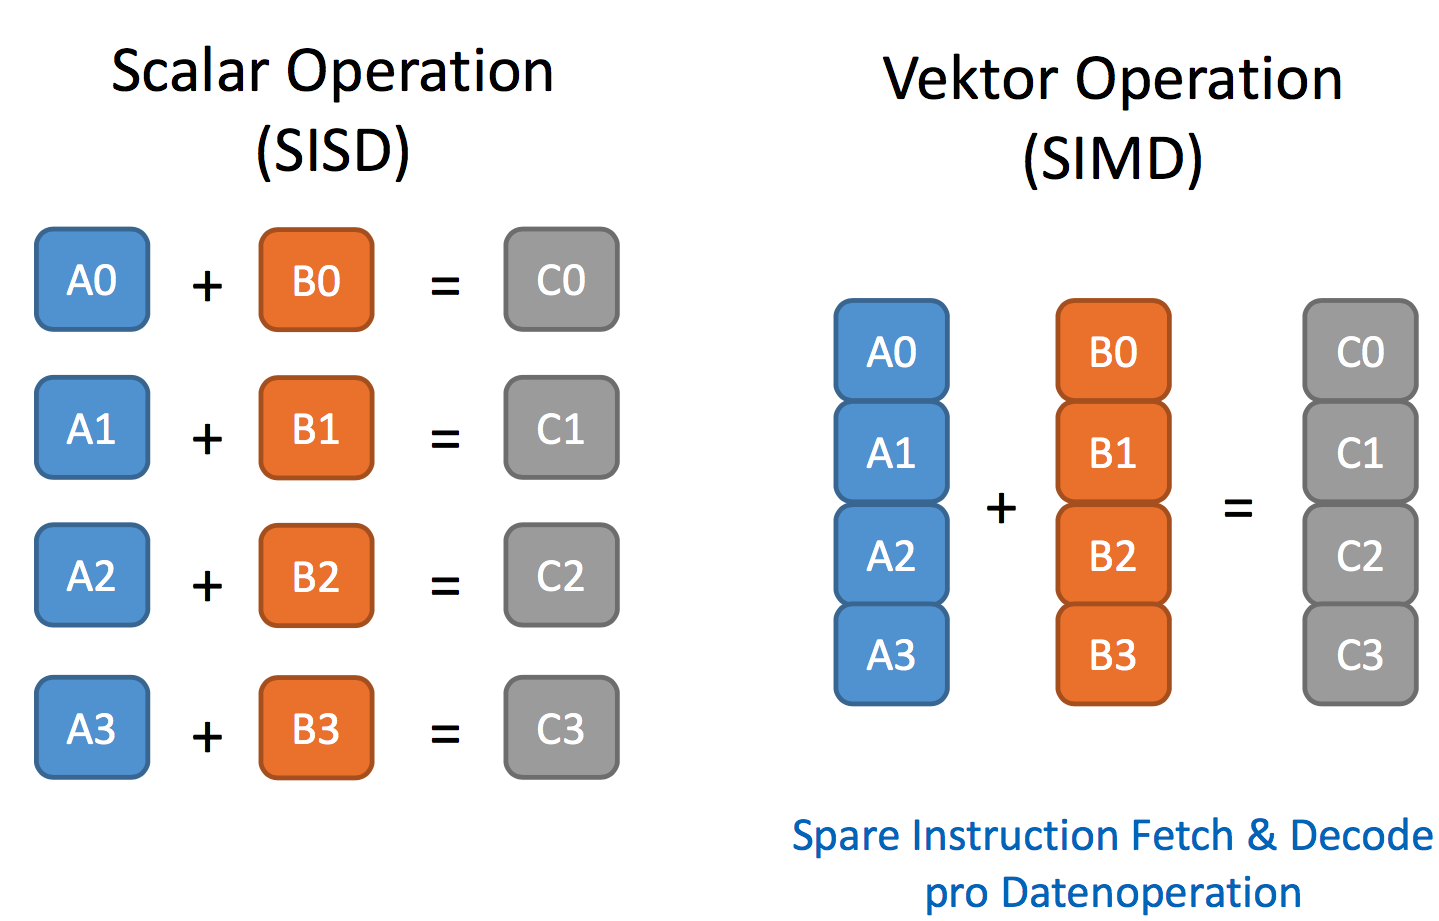 Scalar Operation
(SISD)
A0 + B0 = C0
A1 + B1 = C1
A2 + B2 = C2
A3 + B3 = C3
Vektor Operation
(SIMD)
A0 B0 C0
A1 B1 C1
+ =
A2 B2 C2
A3 B3 C3
Spare Instruction Fetch & Decode
pro Datenoperation